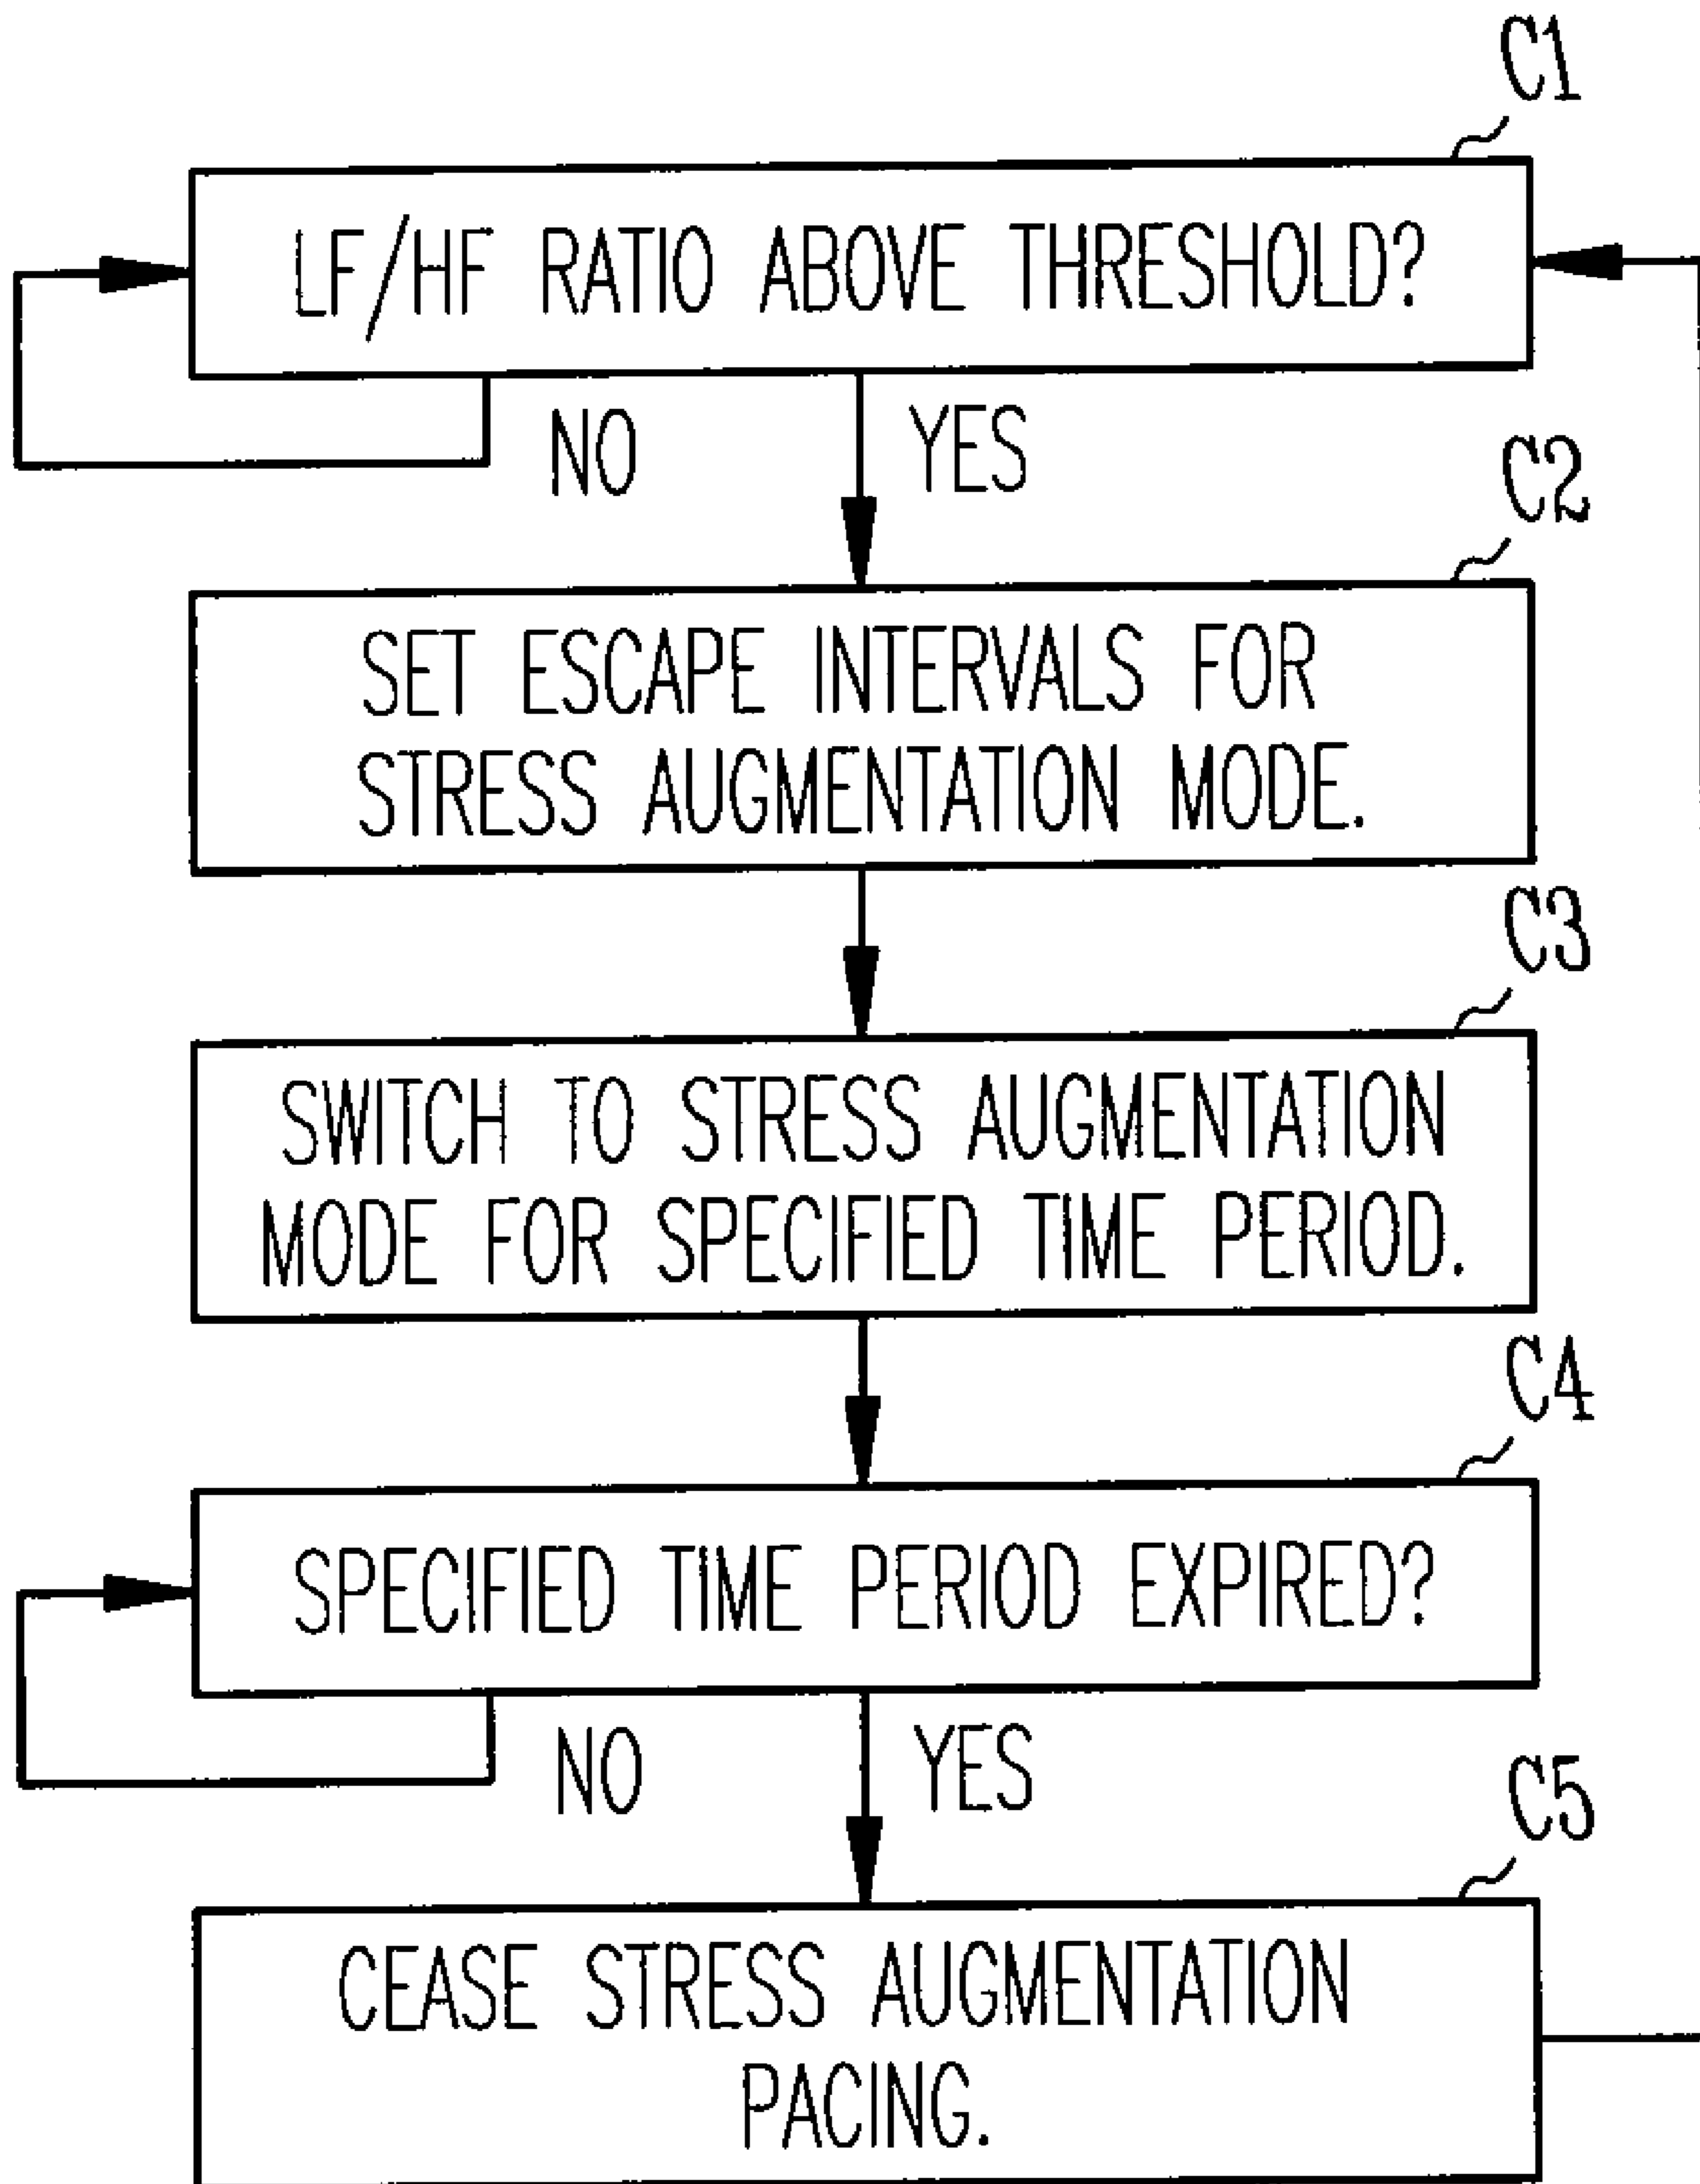 C1
LF/HF RATIO ABOVE THRESHOLD?
NO
YES
C2
SET ESCAPE INTERVALS FOR
STRESS AUGMENTATION MODE.
C3
SWITCH TO STRESS AUGMENTATION
MODE FOR SPECIFIED TIME PERIOD.
C4
SPECIFIED TIME PERIOD EXPIRED?
NO
YES
C5
CEASE STRESS AUGMENTATION
PACING.